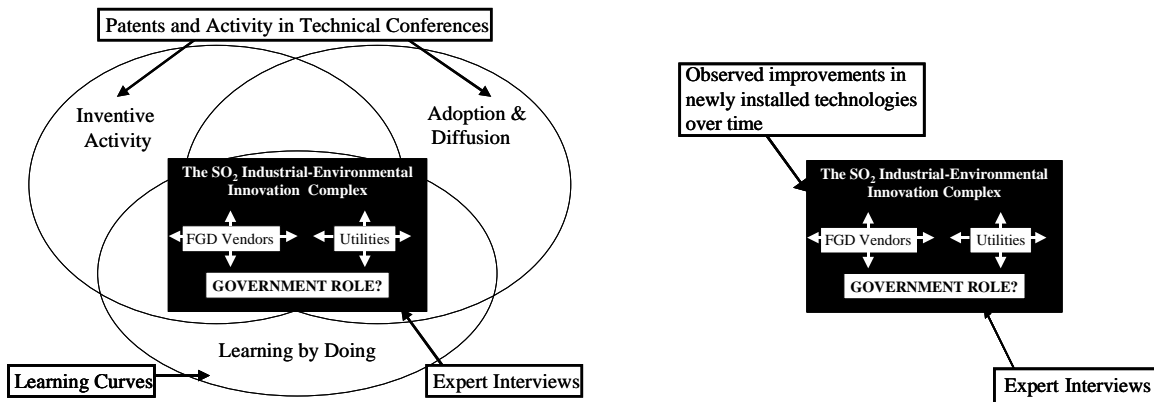 Patents and Activity in Technical Conferences
Inventive
Activity
Adoption &
Diffusion
The SO₂ Industrial-Environmental
Innovation Complex
FGD Vendors
Utilities
GOVERNMENT ROLE?
Learning by Doing
Learning Curves
Expert Interviews
Observed improvements in
newly installed technologies
over time
The SO₂ Industrial-Environmental
Innovation Complex
FGD Vendors
Utilities
GOVERNMENT ROLE?
Expert Interviews